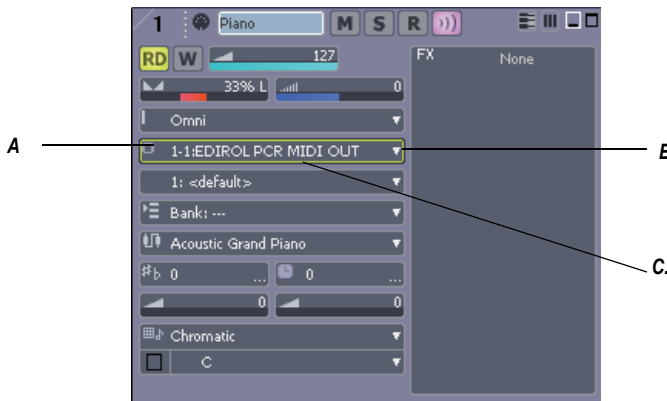 1 Piano M S R
RD W 127 FX None
33% L 0
Omni
A 1-1:EDIROL PCR MIDI OUT
1: <default>
Bank: ---
C.
Acoustic Grand Piano
0 ... 0 ...
0 0
Chromatic
C